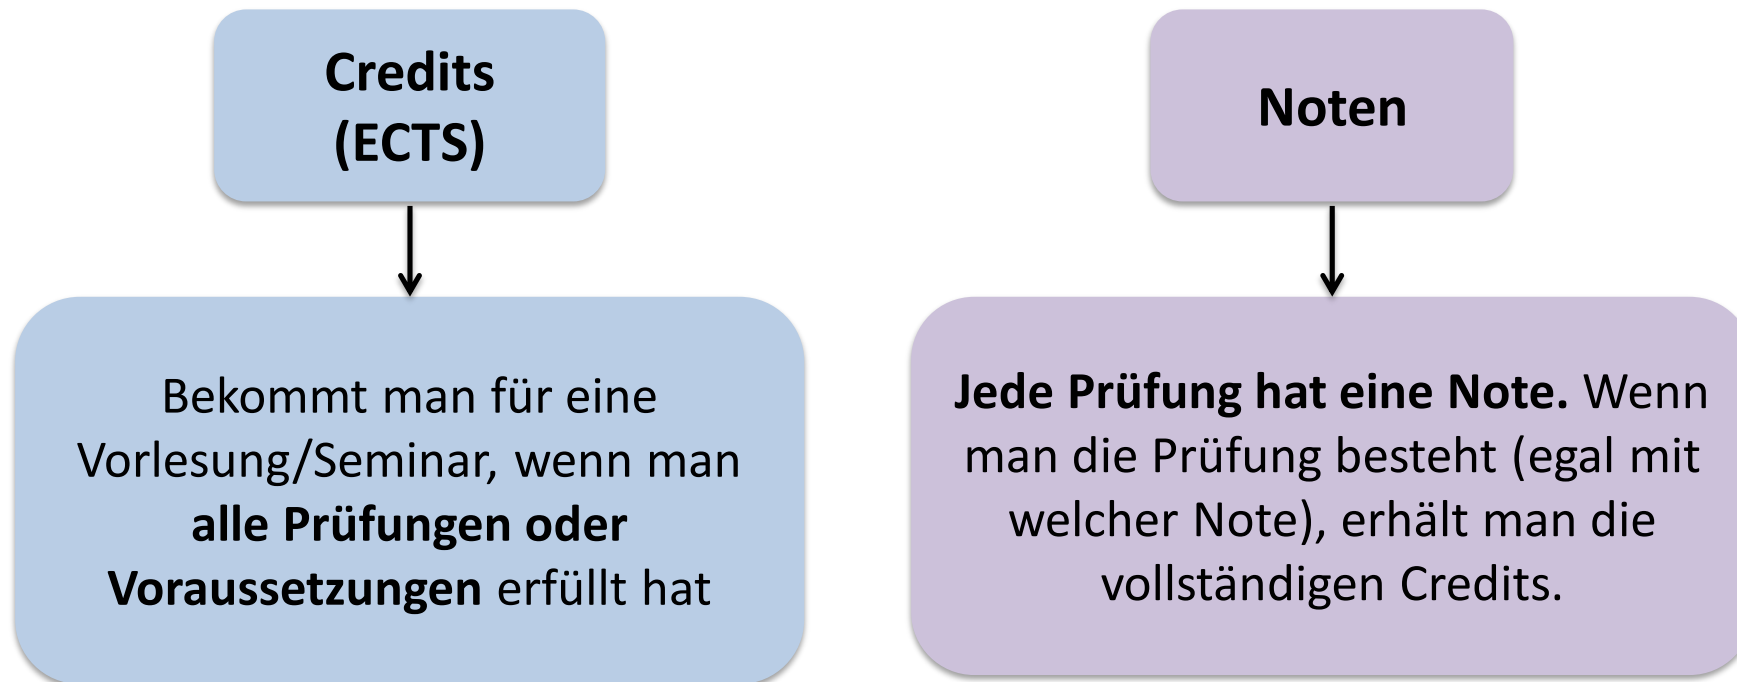 Credits
(ECTS)
Bekommt man für eine
Vorlesung/Seminar, wenn man
alle Prüfungen oder
Voraussetzungen erfüllt hat
Noten
Jede Prüfung hat eine Note. Wenn
man die Prüfung besteht (egal mit
welcher Note), erhält man die
vollständigen Credits.